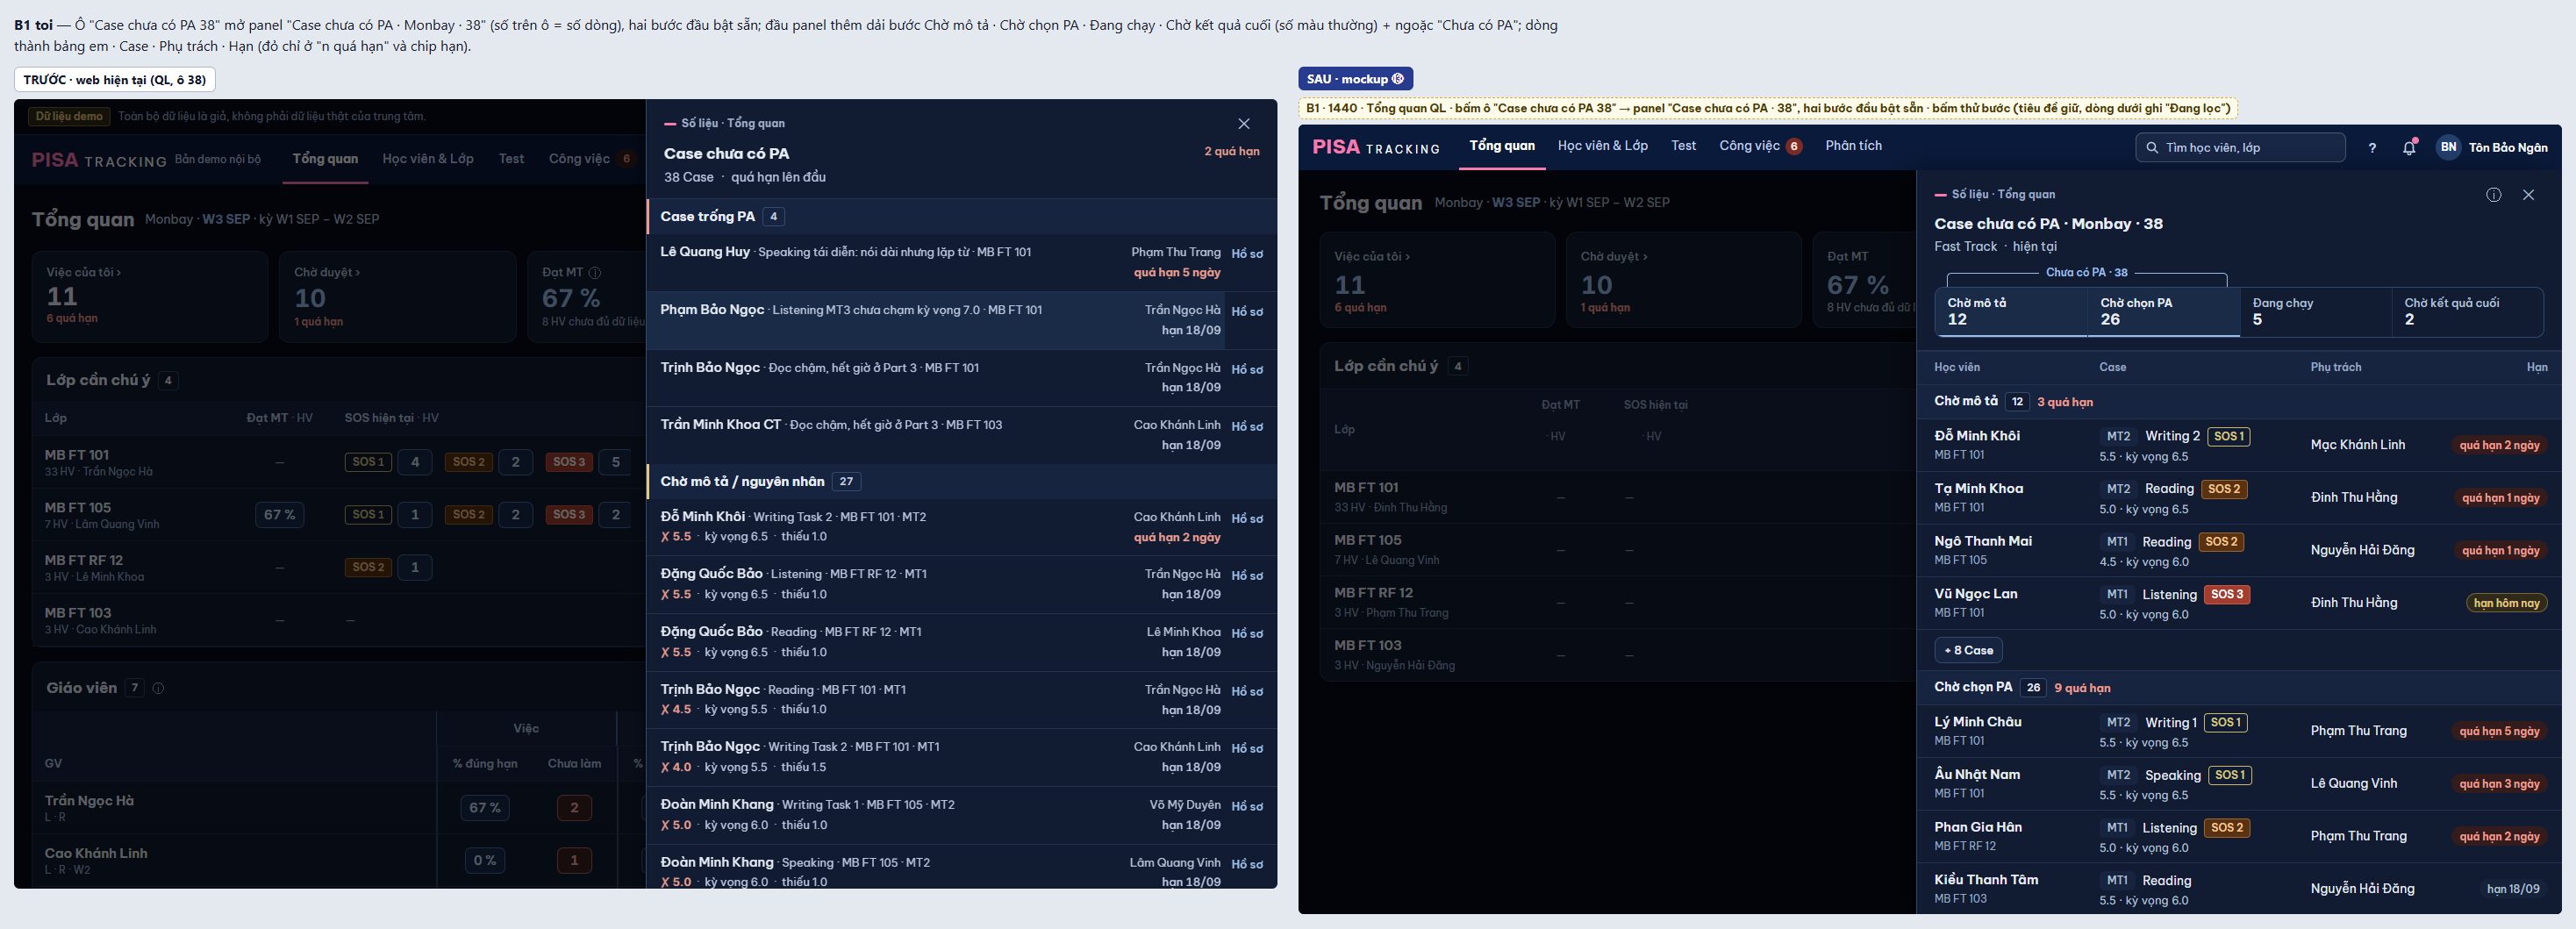 B1 toi — Ô "Case chưa có PA 38" mở panel "Case chưa có PA · Monbay · 38" (số trên ô = số dòng), hai bước đầu bật sẵn; đầu panel thêm dải bước Chờ mô tả · Chờ chọn PA · Đang chạy · Chờ kết quả cuối (số màu thường) + ngoặc "Chưa có PA"; dòng
thành bảng em · Case · Phụ trách · Hạn (đỏ chỉ ở "n quá hạn" và chip hạn).
TRƯỚC · web hiện tại (QL, ô 38)
Dữ liệu demo Toàn bộ dữ liệu là giả, không phải dữ liệu thật của trung tâm.
PISA TRACKING Bản demo nội bộ Tổng quan Học viên & Lớp Test Công việc 6
Tổng quan Monbay · W3 SEP · kỳ W1 SEP – W2 SEP
Việc của tôi ›
11
6 quá hạn
Chờ duyệt ›
10
1 quá hạn
Đạt MT
67 %
8 HV chưa đủ dữ liệu
Lớp cần chú ý 4
Lớp Đạt MT · HV SOS hiện tại · HV
MB FT 101 — SOS 1 4 SOS 2 2 SOS 3 5
33 HV · Trần Ngọc Hà
MB FT 105 67 % SOS 1 1 SOS 2 2 SOS 3 2
7 HV · Lâm Quang Vinh
MB FT RF 12 — SOS 2 1
3 HV · Lê Minh Khoa
MB FT 103 — —
3 HV · Cao Khánh Linh
Giáo viên 7
Việc
GV % đúng hạn Chưa làm %
Trần Ngọc Hà 67 % 2
L · R
Cao Khánh Linh 0 % 1
L · R · W2
Số liệu · Tổng quan
Case chưa có PA 2 quá hạn
38 Case · quá hạn lên đầu
Case trống PA 4
Lê Quang Huy · Speaking tái diễn: nói dài nhưng lặp từ · MB FT 101 Phạm Thu Trang Hồ sơ
quá hạn 5 ngày
Phạm Bảo Ngọc · Listening MT3 chưa chạm kỳ vọng 7.0 · MB FT 101 Trần Ngọc Hà Hồ sơ
hạn 18/09
Trịnh Bảo Ngọc · Đọc chậm, hết giờ ở Part 3 · MB FT 101 Trần Ngọc Hà Hồ sơ
hạn 18/09
Trần Minh Khoa CT · Đọc chậm, hết giờ ở Part 3 · MB FT 103 Cao Khánh Linh Hồ sơ
hạn 18/09
Chờ mô tả / nguyên nhân 27
Đỗ Minh Khôi · Writing Task 2 · MB FT 101 · MT2 Cao Khánh Linh Hồ sơ
✗ 5.5 · kỳ vọng 6.5 · thiếu 1.0 quá hạn 2 ngày
Đặng Quốc Bảo · Listening · MB FT RF 12 · MT1 Trần Ngọc Hà Hồ sơ
✗ 5.5 · kỳ vọng 6.5 · thiếu 1.0 hạn 18/09
Đặng Quốc Bảo · Reading · MB FT RF 12 · MT1 Lê Minh Khoa Hồ sơ
✗ 5.5 · kỳ vọng 6.5 · thiếu 1.0 hạn 18/09
Trịnh Bảo Ngọc · Reading · MB FT 101 · MT1 Trần Ngọc Hà Hồ sơ
✗ 4.5 · kỳ vọng 5.5 · thiếu 1.0 hạn 18/09
Trịnh Bảo Ngọc · Writing Task 2 · MB FT 101 · MT1 Cao Khánh Linh Hồ sơ
✗ 4.0 · kỳ vọng 5.5 · thiếu 1.5 hạn 18/09
Đoàn Minh Khang · Writing Task 1 · MB FT 105 · MT2 Võ Mỹ Duyên Hồ sơ
✗ 5.0 · kỳ vọng 6.0 · thiếu 1.0 hạn 18/09
Đoàn Minh Khang · Speaking · MB FT 105 · MT2 Lâm Quang Vinh Hồ sơ
✗ 5.0 · kỳ vọng 6.0 · thiếu 1.0 hạn 18/09
SAU · mockup
B1 · 1440 · Tổng quan QL · bấm ô "Case chưa có PA 38" → panel "Case chưa có PA · 38", hai bước đầu bật sẵn · bấm thử bước (tiêu đề giữ, dòng dưới ghi "Đang lọc")
PISA TRACKING Tổng quan Học viên & Lớp Test Công việc 6 Phân tích Tìm học viên, lớp ? BN Tôn Bảo Ngân
Tổng quan Monbay · W3 SEP · kỳ W1 SEP – W2 SEP
Việc của tôi ›
11
6 quá hạn
Chờ duyệt ›
10
1 quá hạn
Đạt MT
67 %
8 HV chưa đủ dữ l
Lớp cần chú ý 4
Lớp Đạt MT · HV SOS hiện tại · HV
MB FT 101 — —
33 HV · Đinh Thu Hằng
MB FT 105 — —
7 HV · Lê Quang Vinh
MB FT RF 12 — —
3 HV · Phạm Thu Trang
MB FT 103 — —
3 HV · Nguyễn Hải Đăng
Số liệu · Tổng quan
Case chưa có PA · Monbay · 38
Fast Track · hiện tại
Chưa có PA · 38
Chờ mô tả Chờ chọn PA Đang chạy Chờ kết quả cuối
12 26 5 2
Học viên Case Phụ trách Hạn
Chờ mô tả 12 3 quá hạn
Đỗ Minh Khôi MT2 Writing 2 SOS 1 Mạc Khánh Linh quá hạn 2 ngày
MB FT 101 5.5 · kỳ vọng 6.5
Tạ Minh Khoa MT2 Reading SOS 2 Đinh Thu Hằng quá hạn 1 ngày
MB FT 101 5.0 · kỳ vọng 6.5
Ngô Thanh Mai MT1 Reading SOS 2 Nguyễn Hải Đăng quá hạn 1 ngày
MB FT 105 4.5 · kỳ vọng 6.0
Vũ Ngọc Lan MT1 Listening SOS 3 Đinh Thu Hằng hạn hôm nay
MB FT 101 5.0 · kỳ vọng 6.0
+ 8 Case
Chờ chọn PA 26 9 quá hạn
Lý Minh Châu MT2 Writing 1 SOS 1 Phạm Thu Trang quá hạn 5 ngày
MB FT 101 5.5 · kỳ vọng 6.5
Âu Nhật Nam MT2 Speaking SOS 1 Lê Quang Vinh quá hạn 3 ngày
MB FT 101 5.5 · kỳ vọng 6.5
Phan Gia Hân MT1 Listening SOS 2 Phạm Thu Trang quá hạn 2 ngày
MB FT RF 12 5.0 · kỳ vọng 6.0
Kiều Thanh Tâm MT1 Reading Nguyễn Hải Đăng hạn 18/09
MB FT 103 5.0 · kỳ vọng 6.0